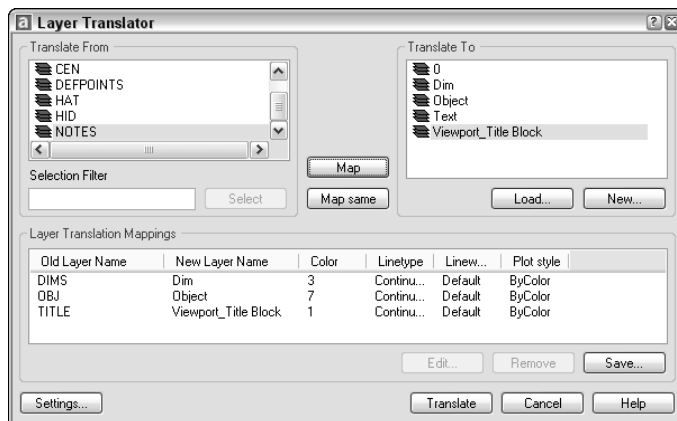 Layer Translator
Translate From
CEN
DEFPOINTS
HAT
HID
NOTES
Selection Filter
Select
Map
Map same
Translate To
0
Dim
Object
Text
Viewport_Title Block
Load...
New...
Layer Translation Mappings
Old Layer Name New Layer Name Color Linetype Linew... Plot style
DIMS Dim 3 Continu... Default ByColor
OBJ Object 7 Continu... Default ByColor
TITLE Viewport_Title Block 1 Continu... Default ByColor
Edit... Remove Save...
Settings... Translate Cancel Help